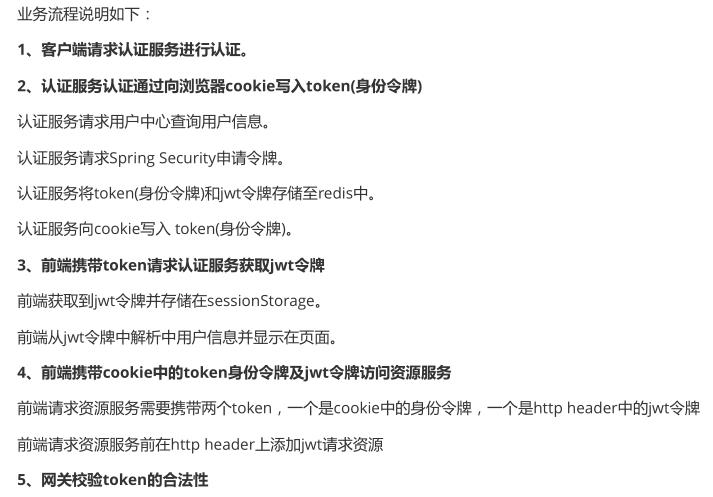 业务流程说明如下：
1、客户端请求认证服务进行认证。
2、认证服务认证通过向浏览器cookie写入token(身份令牌)
认证服务请求用户中心查询用户信息。
认证服务请求Spring Security申请令牌。
认证服务将token(身份令牌)和jwt令牌存储至redis中。
认证服务向cookie写入 token(身份令牌)。
3、前端携带token请求认证服务获取jwt令牌
前端获取到jwt令牌并存储在sessionStorage。
前端从jwt令牌中解析中用户信息并显示在页面。
4、前端携带cookie中的token身份令牌及jwt令牌访问资源服务
前端请求资源服务需要携带两个token，一个是cookie中的身份令牌，一个是http header中的jwt令牌
前端请求资源服务前在http header上添加jwt请求资源
5、网关校验token的合法性